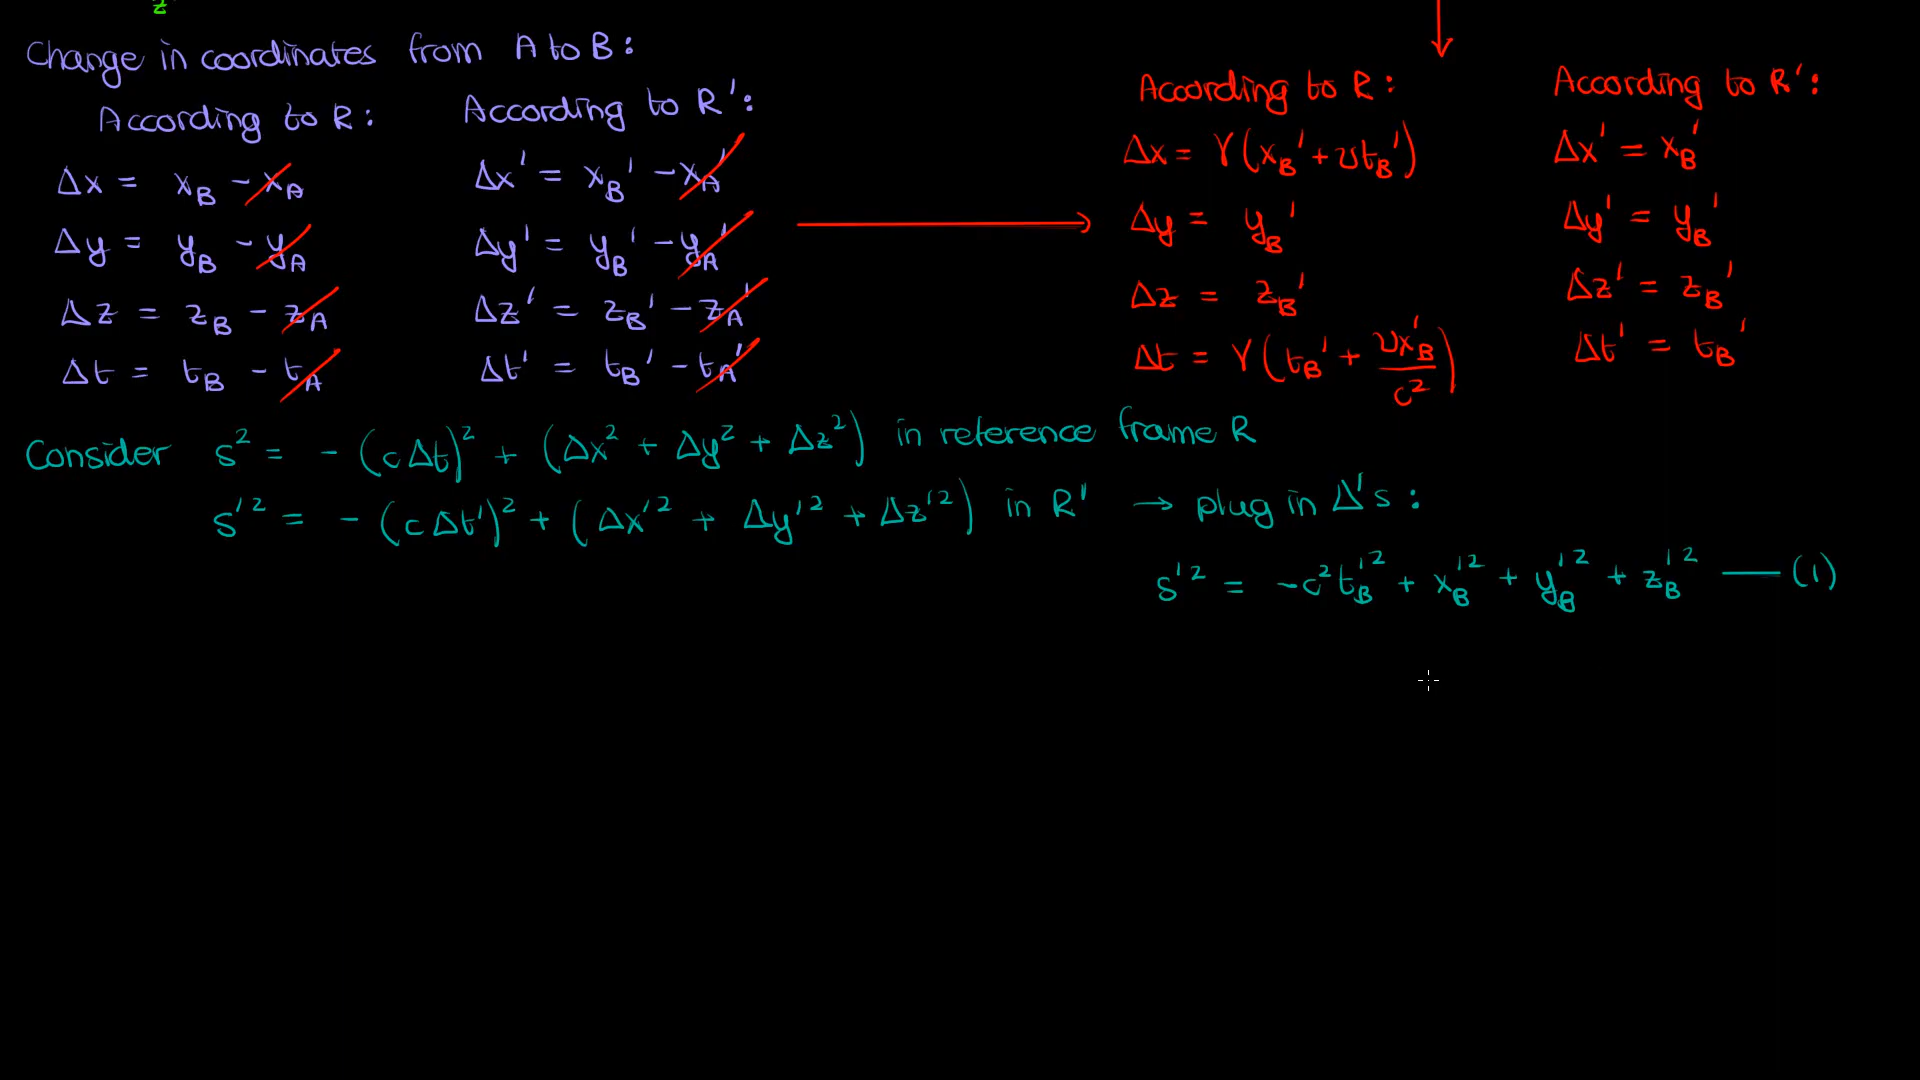 z
Change in coordinates from A to B:
According to R:
Δx = x_B - x_A
Δy = y_B - y_A
Δz = z_B - z_A
Δt = t_B - t_A
According to R':
Δx' = x_B' - x_A'
Δy' = y_B' - y_A'
Δz' = z_B' - z_A'
Δt' = t_B' - t_A'
According to R:
Δx = γ(x_B' + vt_B')
Δy = y_B'
Δz = z_B'
Δt = γ(t_B' + vx_B'/c²)
According to R':
Δx' = x_B'
Δy' = y_B'
Δz' = z_B'
Δt' = t_B'
Consider s² = - (cΔt)² + (Δx² + Δy² + Δz²) in reference frame R
s'² = - (cΔt')² + (Δx'² + Δy'² + Δz'²) in R' → plug in Δ's :
s'² = -c²t_B'² + x_B'² + y_B'² + z_B'² — (1)